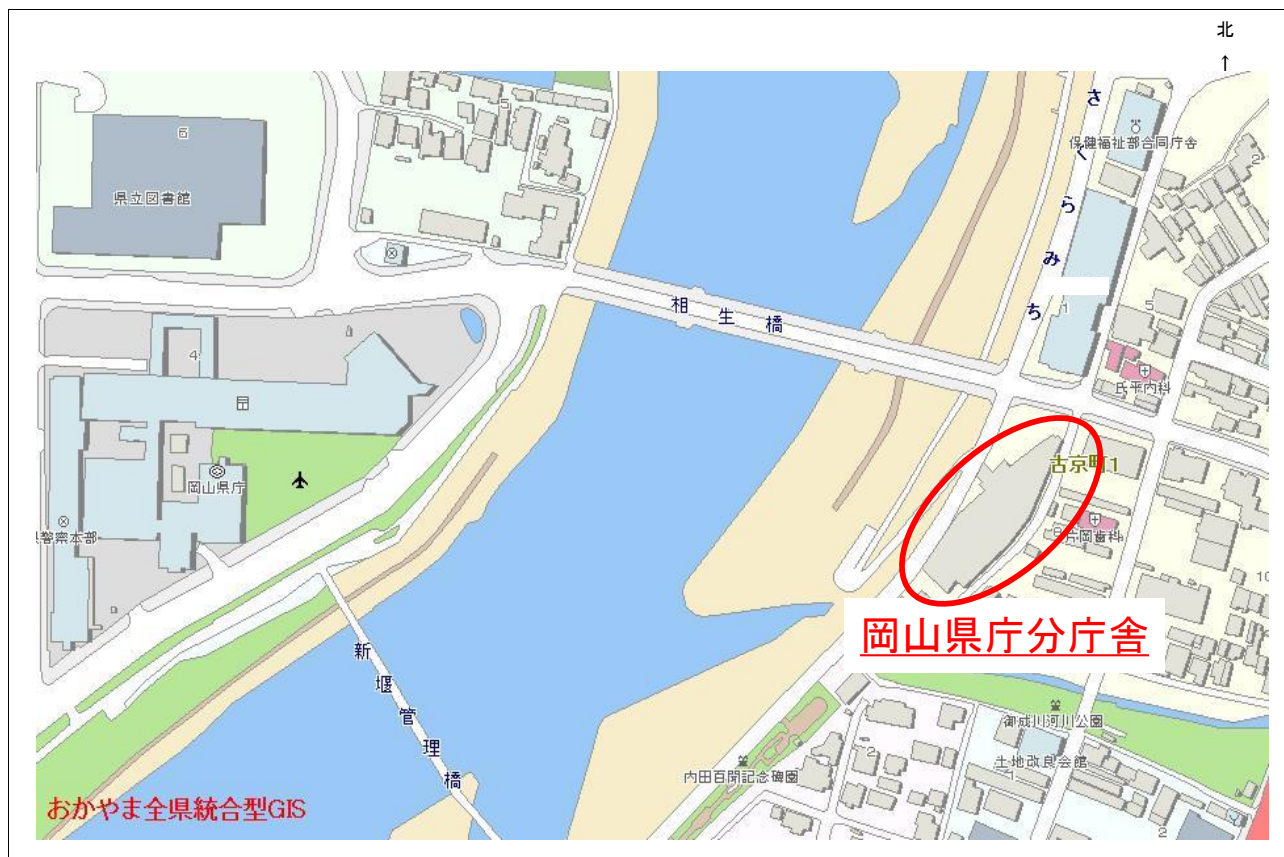 北
↑
さくらみち
保健福祉部合同庁舎
2
6
5
県立図書館
相生橋
1
5
氏平内科
4
岡山県庁
県警察本部
古京町1
8
片岡歯科
10
岡山県庁分庁舎
新堰管理橋
御成川河川公園
土地改良会館
1
2
内田百閒記念碑園
2
おかやま全県統合型GIS